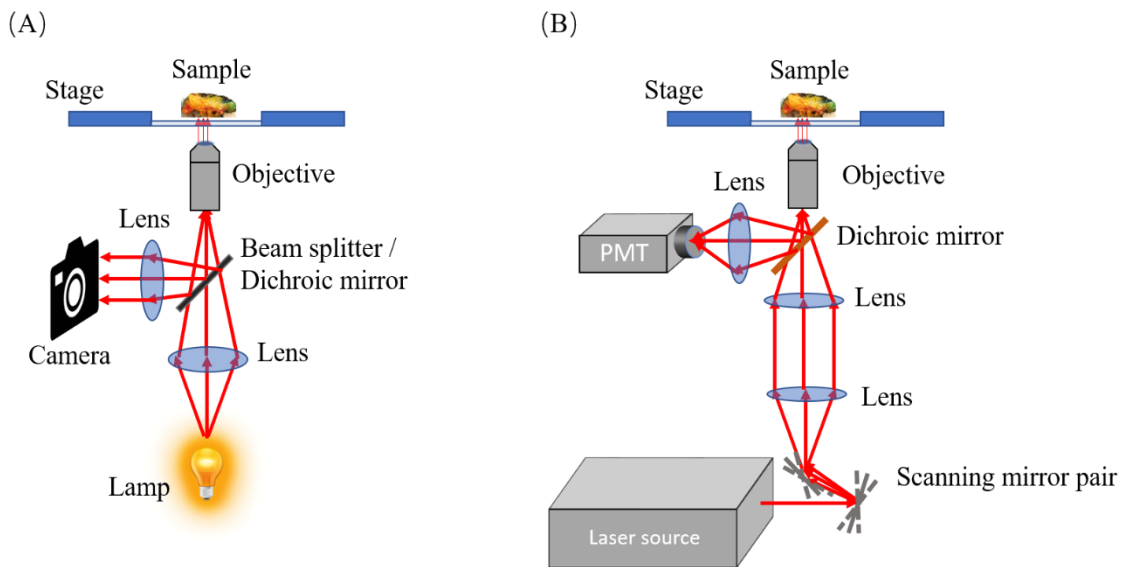 (A)
Sample
Stage
Objective
Lens
Beam splitter /
Dichroic mirror
Camera
Lens
Lamp
(B)
Sample
Stage
Objective
Lens
Dichroic mirror
PMT
Lens
Lens
Scanning mirror pair
Laser source